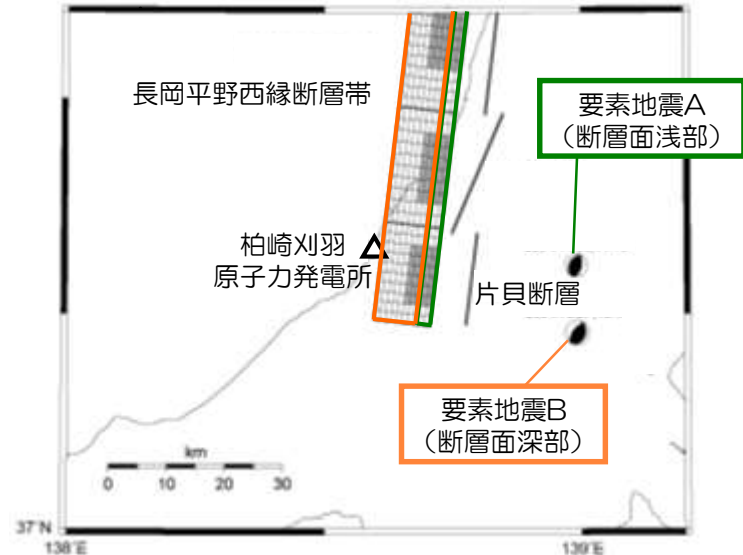 長岡平野西縁断層帯
要素地震A
（断層面浅部）
柏崎刈羽
原子力発電所
片貝断層
要素地震B
（断層面深部）
km
0 10 20 30
37°N
138°E
139°E